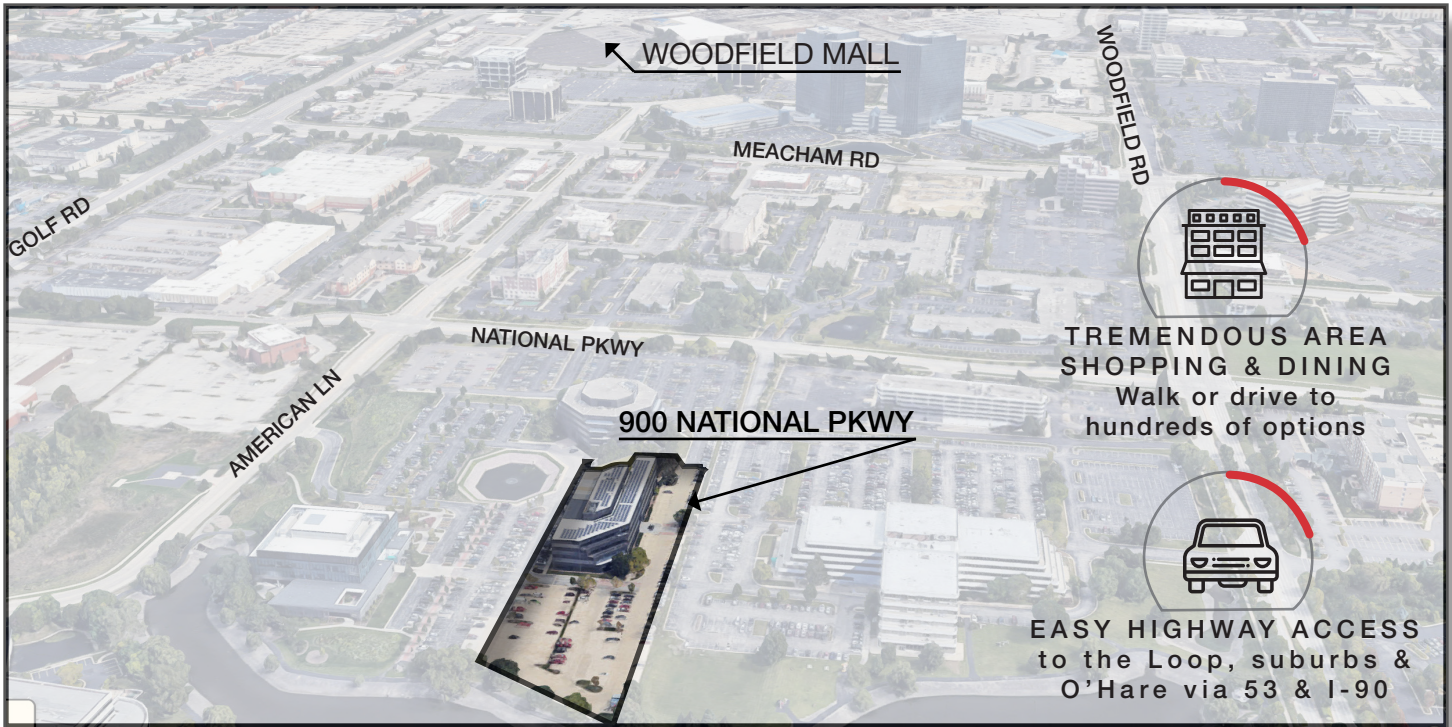 WOODFIELD MALL
WOODFIELD RD
MEACHAM RD
GOLF RD
NATIONAL PKWY
AMERICAN LN
900 NATIONAL PKWY
TREMENDOUS AREA
SHOPPING & DINING
Walk or drive to
hundreds of options
EASY HIGHWAY ACCESS
to the Loop, suburbs &
O'Hare via 53 & I-90